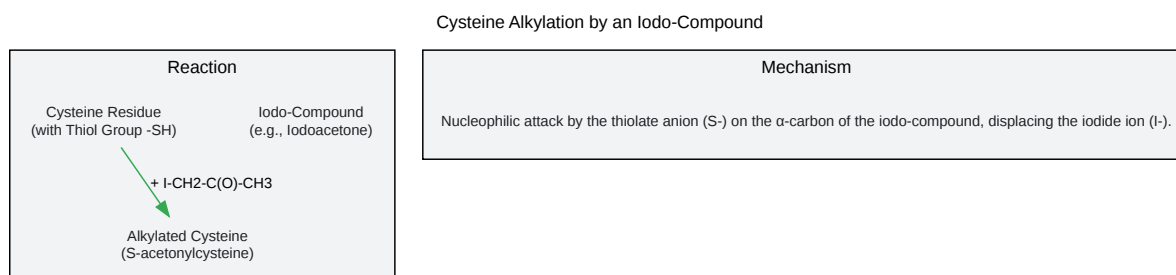 Cysteine Alkylation by an Iodo-Compound
Reaction
Cysteine Residue
(with Thiol Group -SH)
Iodo-Compound
(e.g., Iodoacetone)
+ I-CH2-C(O)-CH3
Alkylated Cysteine
(S-acetonylcysteine)
Mechanism
Nucleophilic attack by the thiolate anion (S-) on the α-carbon of the iodo-compound, displacing the iodide ion (I-).